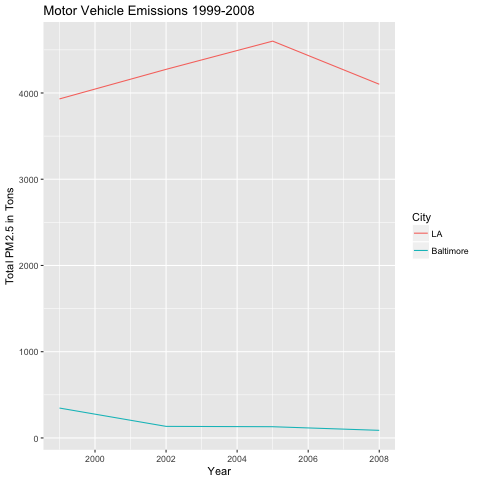 Motor Vehicle Emissions 1999-2008
Total PM2.5 in Tons
4000
3000
2000
1000
0
2000 2002 2004 2006 2008
Year
City
LA
Baltimore